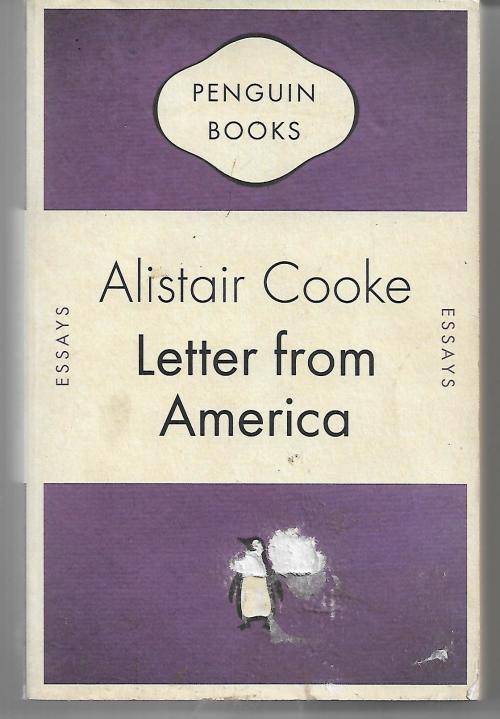 PENGUIN
BOOKS
Alistair Cooke
Letter from
America
ESSAYS
ESSAYS